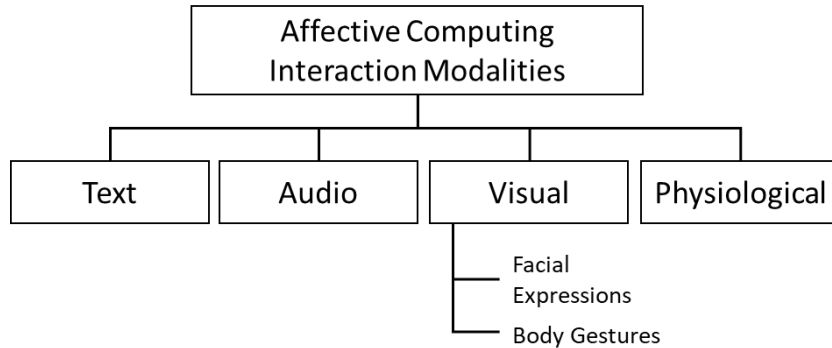 Affective Computing
Interaction Modalities
Text
Audio
Visual
Physiological
Facial
Expressions
Body Gestures